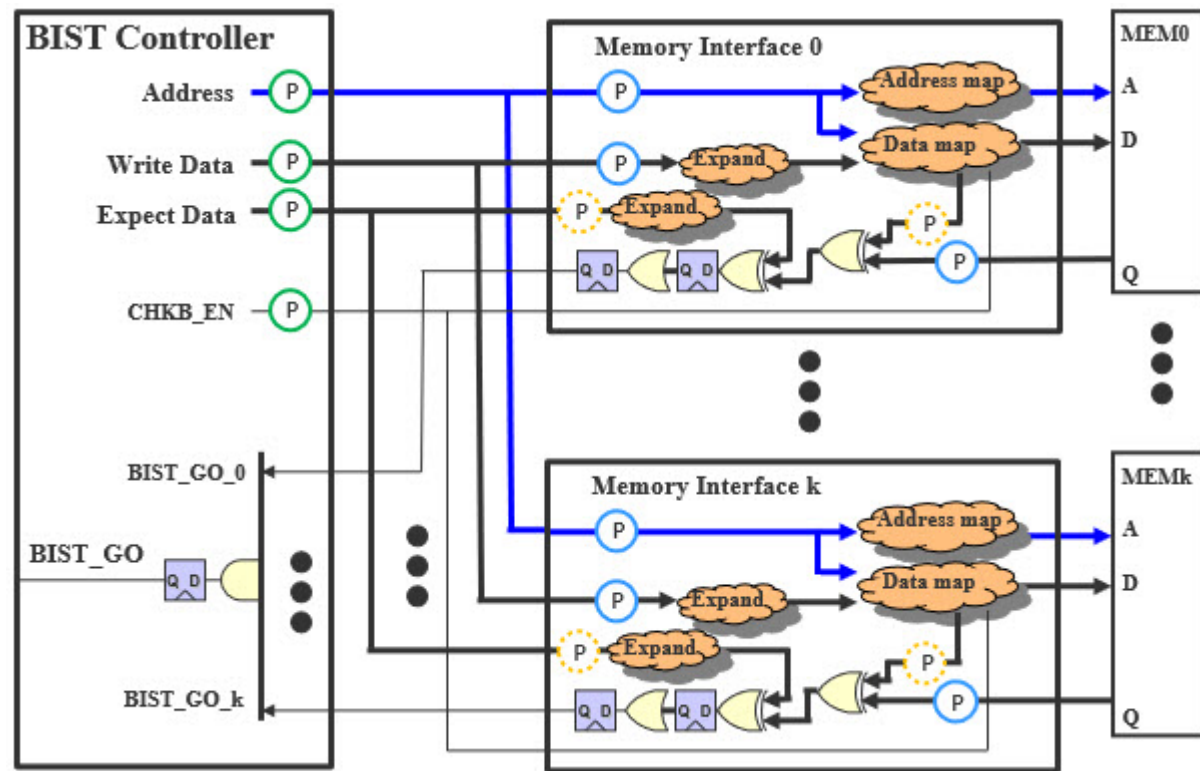 BIST Controller
Address
P
Write Data
P
Expect Data
P
CHKB_EN
P
BIST_GO_0
BIST_GO
Q D
BIST_GO_k
Memory Interface 0
P
Address map
P
Expand
Data map
P
Expand
P
Q D
Q D
P
MEM0
A
D
Q
Memory Interface k
P
Address map
P
Expand
Data map
P
Expand
P
Q D
Q D
P
MEMk
A
D
Q